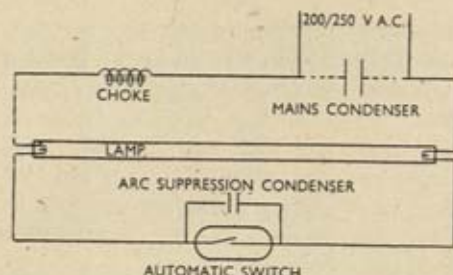 200/250 V A.C.
CHOKE
MAINS CONDENSER
LAMP
ARC SUPPRESSION CONDENSER
AUTOMATIC SWITCH